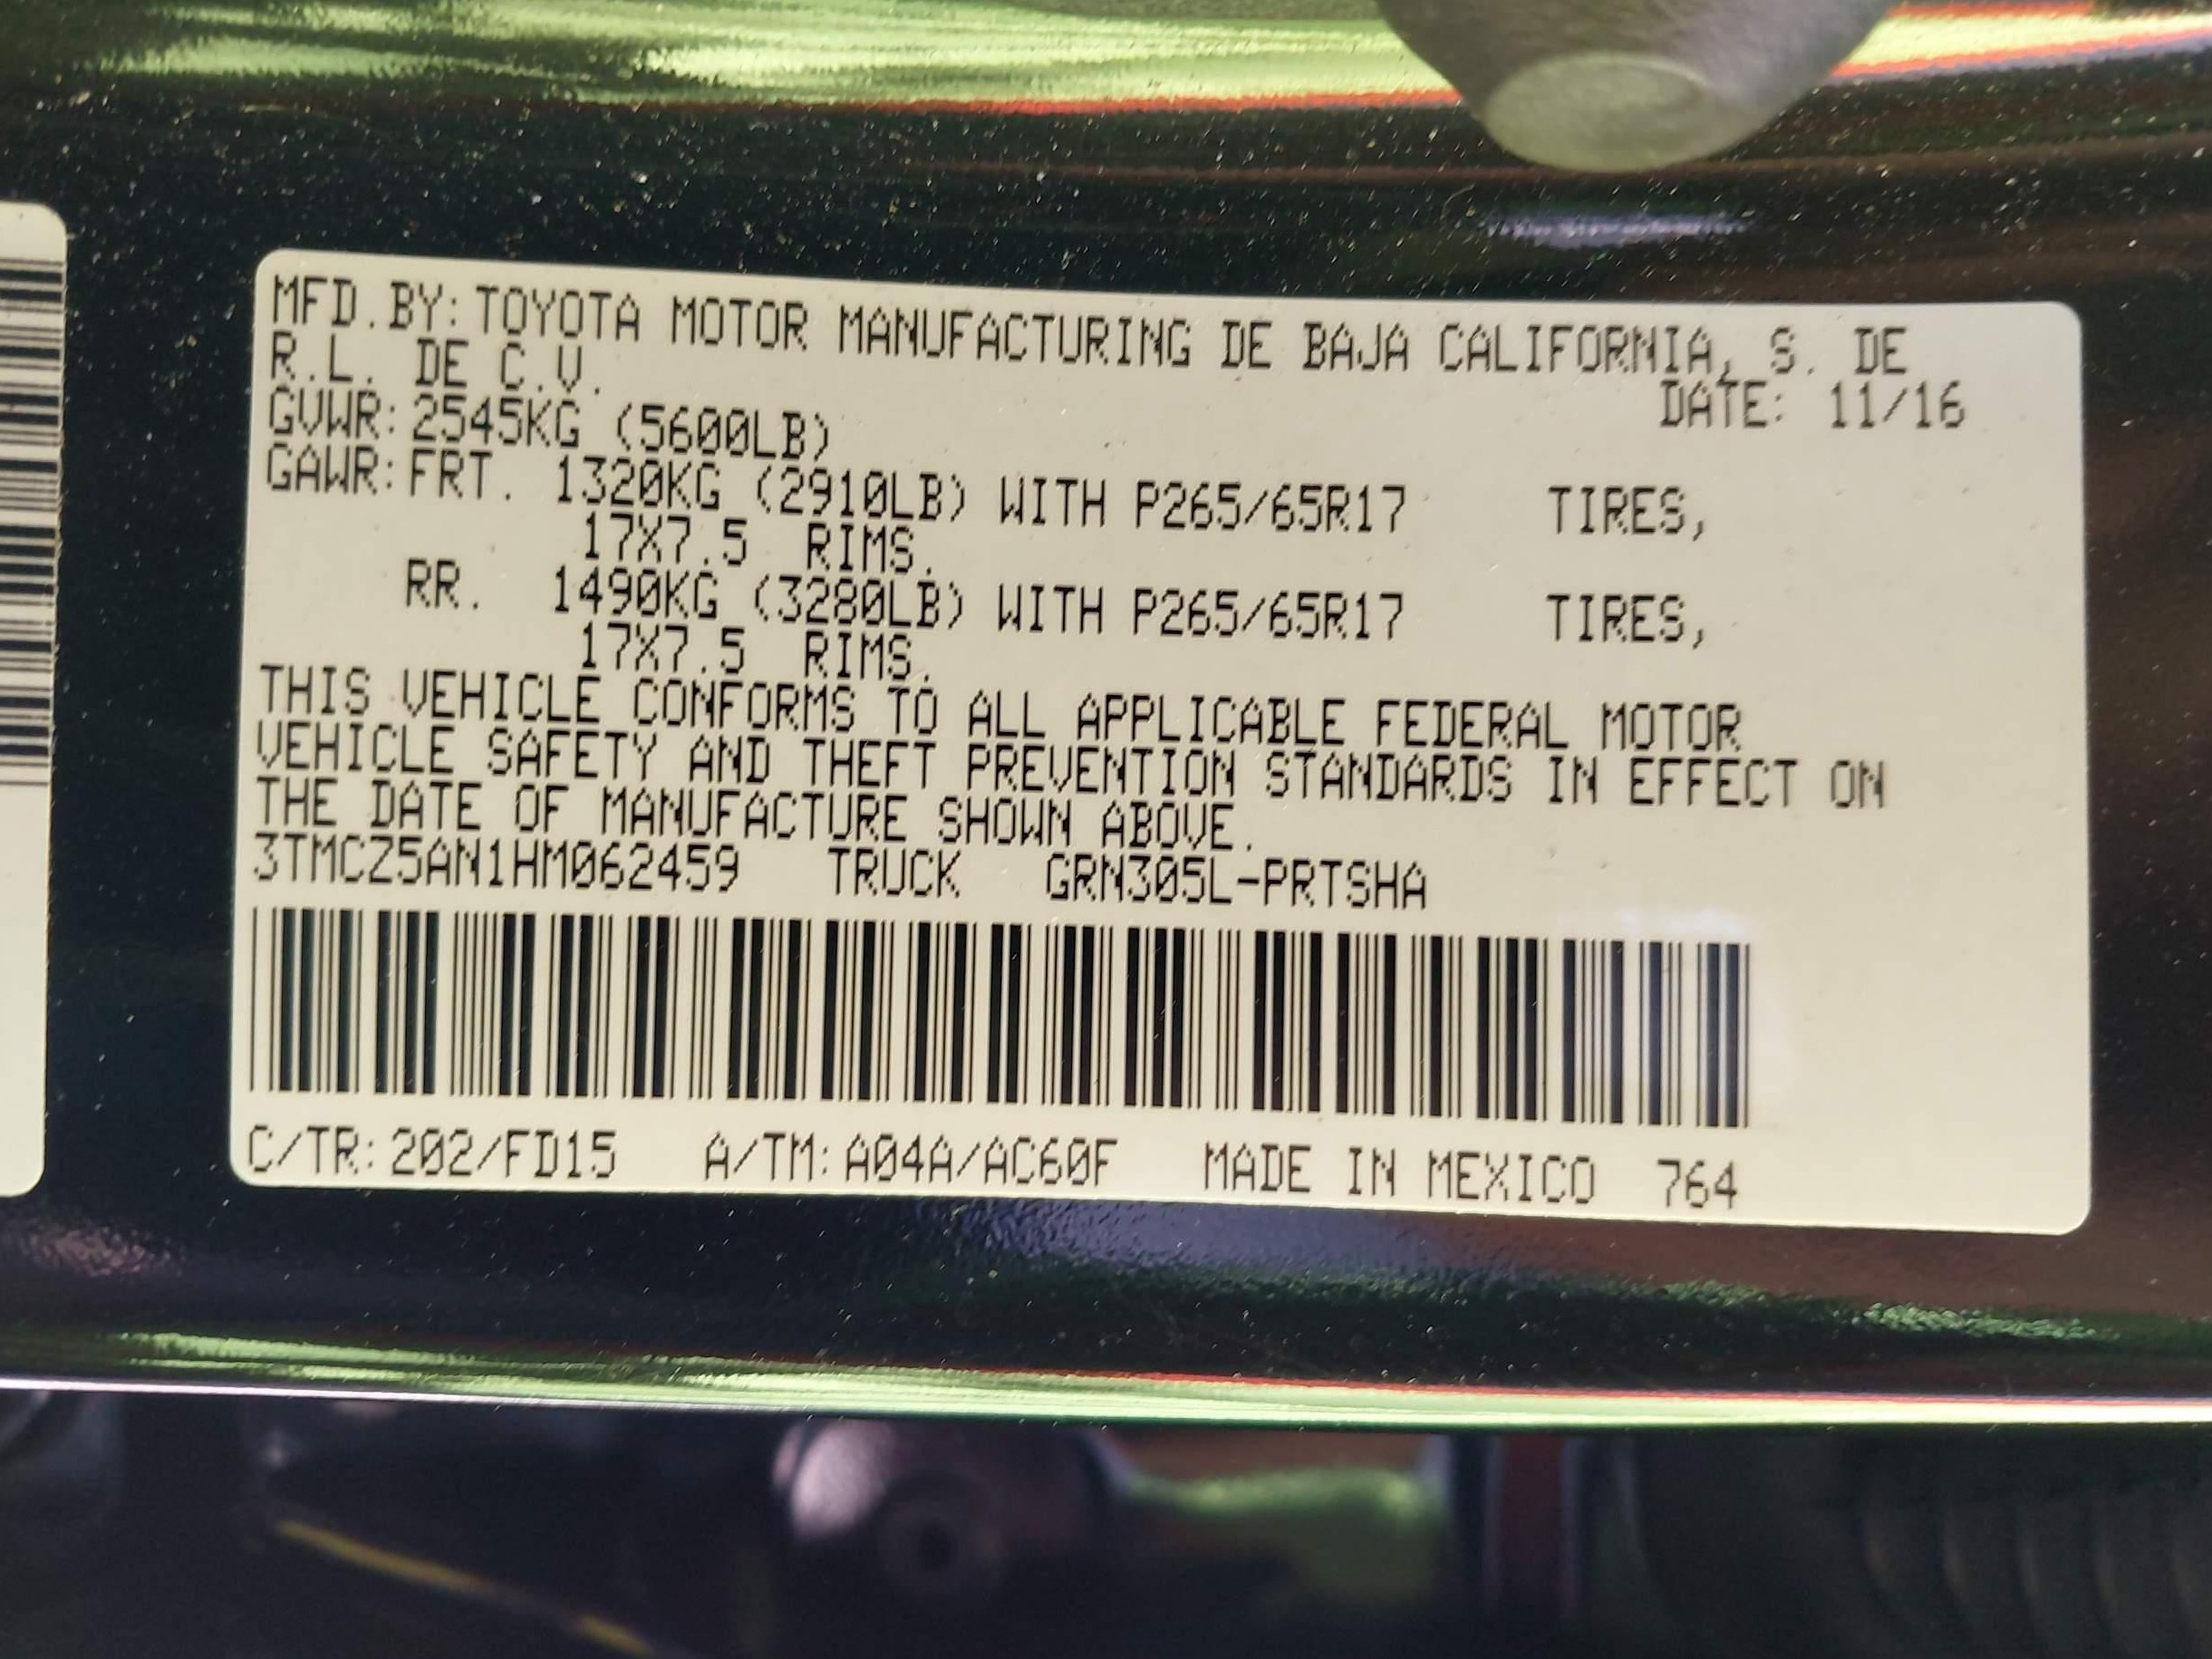 MFD.BY:TOYOTA MOTOR MANUFACTURING DE BAJA CALIFORNIA, S. DE
R.L. DE C.V.
DATE: 11/16
GVWR:2545KG (5600LB)
GAWR:FRT. 1320KG (2910LB) WITH P265/65R17 TIRES,
17X7.5 RIMS.
RR. 1490KG (3280LB) WITH P265/65R17 TIRES,
17X7.5 RIMS.
THIS VEHICLE CONFORMS TO ALL APPLICABLE FEDERAL MOTOR
VEHICLE SAFETY AND THEFT PREVENTION STANDARDS IN EFFECT ON
THE DATE OF MANUFACTURE SHOWN ABOVE.
3TMCZ5AN1HM062459 TRUCK GRN305L-PRTSHA
C/TR:202/FD15 A/TM:A04A/AC60F MADE IN MEXICO 764